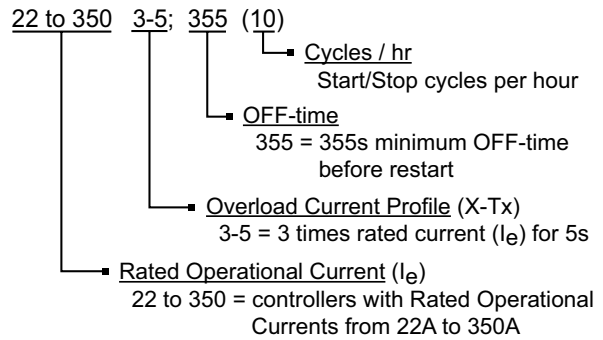 22 to 350 3-5; 355 (10)
Cycles / hr
Start/Stop cycles per hour
OFF-time
355 = 355s minimum OFF-time
before restart
Overload Current Profile (X-Tx)
3-5 = 3 times rated current (Ie) for 5s
Rated Operational Current (Ie)
22 to 350 = controllers with Rated Operational
Currents from 22A to 350A